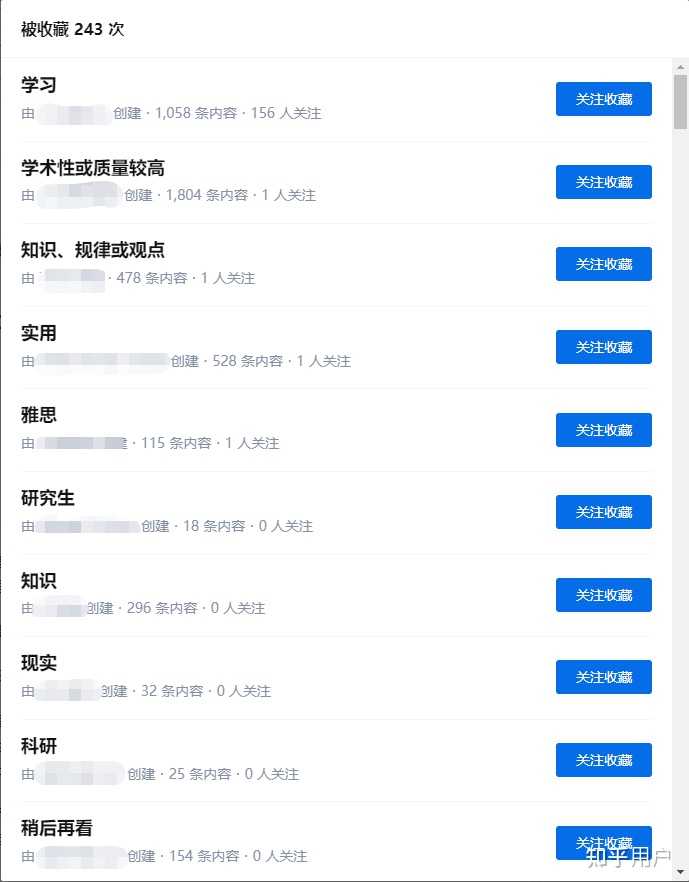 被收藏 243 次
学习
关注收藏
由 创建 · 1,058 条内容 · 156 人关注
学术性或质量较高
关注收藏
由 创建 · 1,804 条内容 · 1 人关注
知识、规律或观点
关注收藏
由 · 478 条内容 · 1 人关注
实用
关注收藏
由 创建 · 528 条内容 · 1 人关注
雅思
关注收藏
由 · 115 条内容 · 1 人关注
研究生
关注收藏
由 创建 · 18 条内容 · 0 人关注
知识
关注收藏
由 创建 · 296 条内容 · 0 人关注
现实
关注收藏
由 创建 · 32 条内容 · 0 人关注
科研
关注收藏
由 创建 · 25 条内容 · 0 人关注
稍后再看
关注收藏
由 创建 · 154 条内容 · 0 人关注
知乎用户